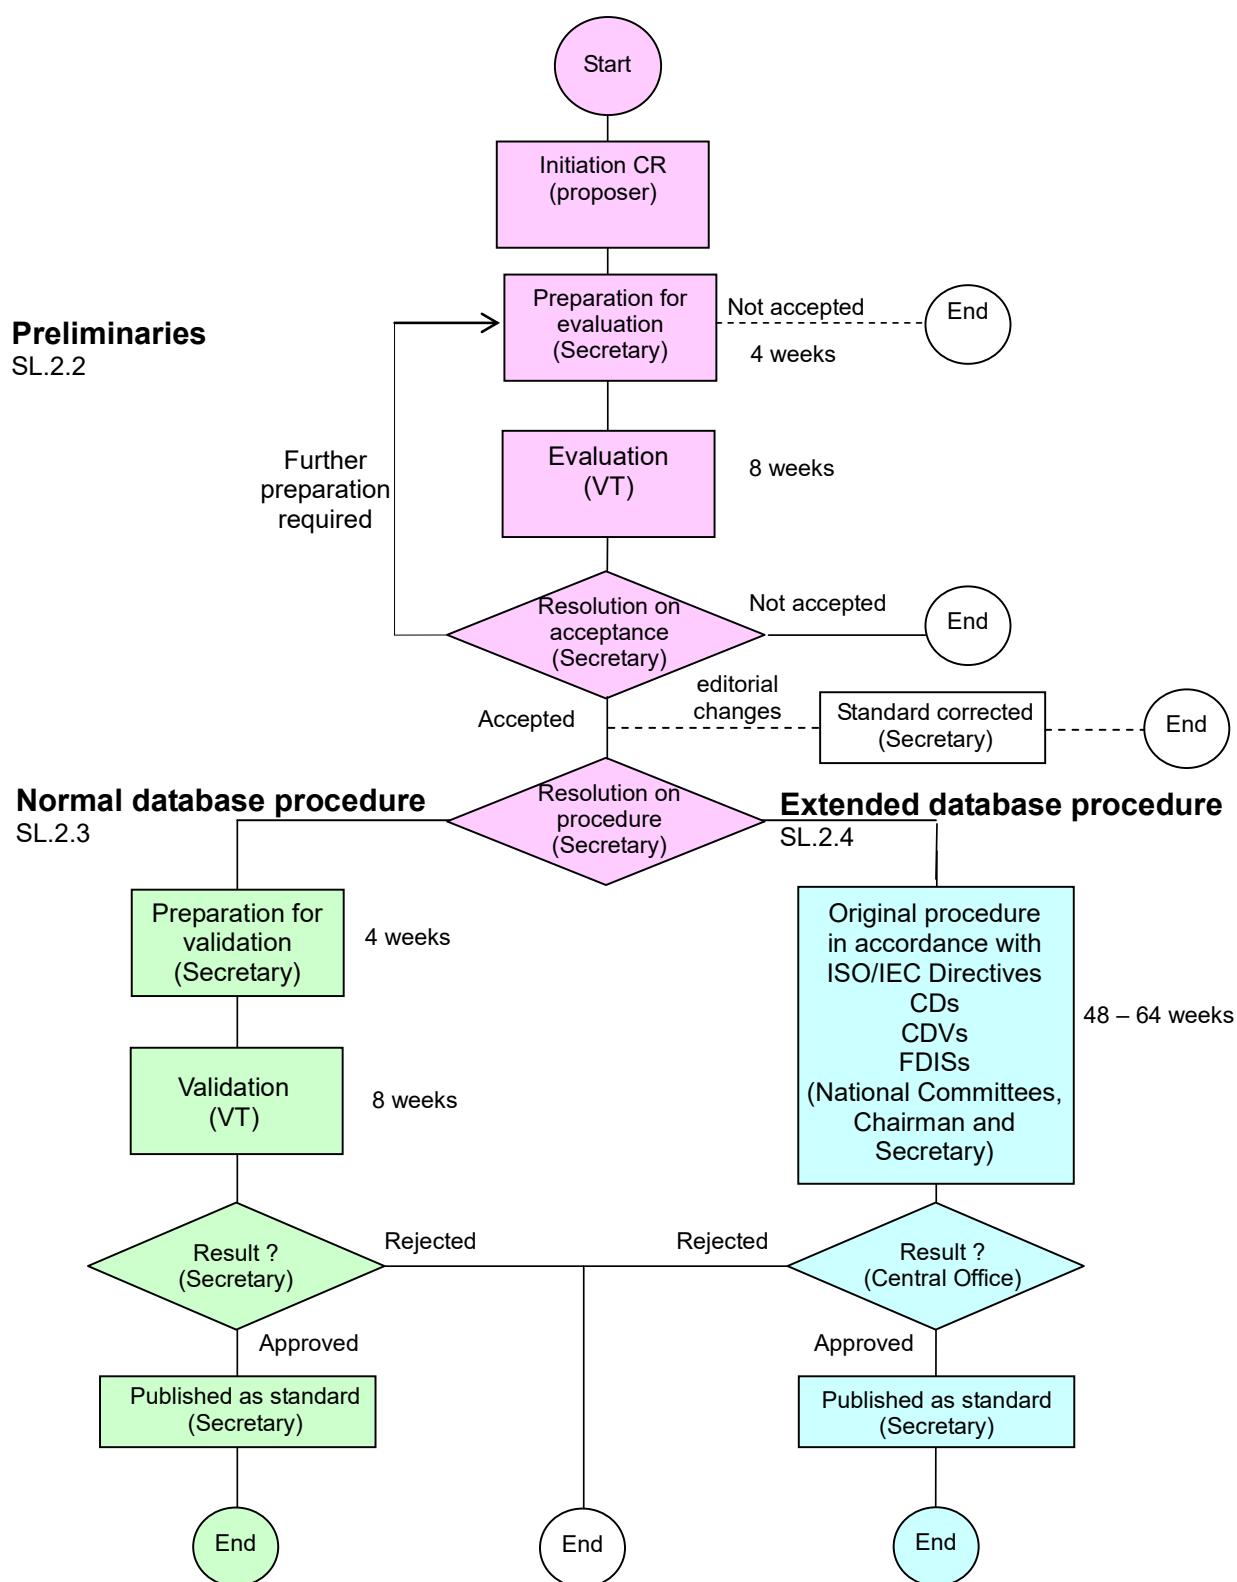 Start
Initiation CR
(proposer)
Preparation for
evaluation
(Secretary)
Not accepted
4 weeks
End
Preliminaries
SL.2.2
Further
preparation
required
Evaluation
(VT)
8 weeks
Resolution on
acceptance
(Secretary)
Not accepted
End
Accepted
editorial
changes
Standard corrected
(Secretary)
End
Resolution on
procedure
(Secretary)
Normal database procedure
SL.2.3
Extended database procedure
SL.2.4
Preparation for
validation
(Secretary)
4 weeks
Validation
(VT)
8 weeks
Original procedure
in accordance with
ISO/IEC Directives
CDs
CDVs
FDISs
(National Committees,
Chairman and
Secretary)
48 – 64 weeks
Result ?
(Secretary)
Rejected
Rejected
Result ?
(Central Office)
Approved
Approved
Published as standard
(Secretary)
Published as standard
(Secretary)
End
End
End